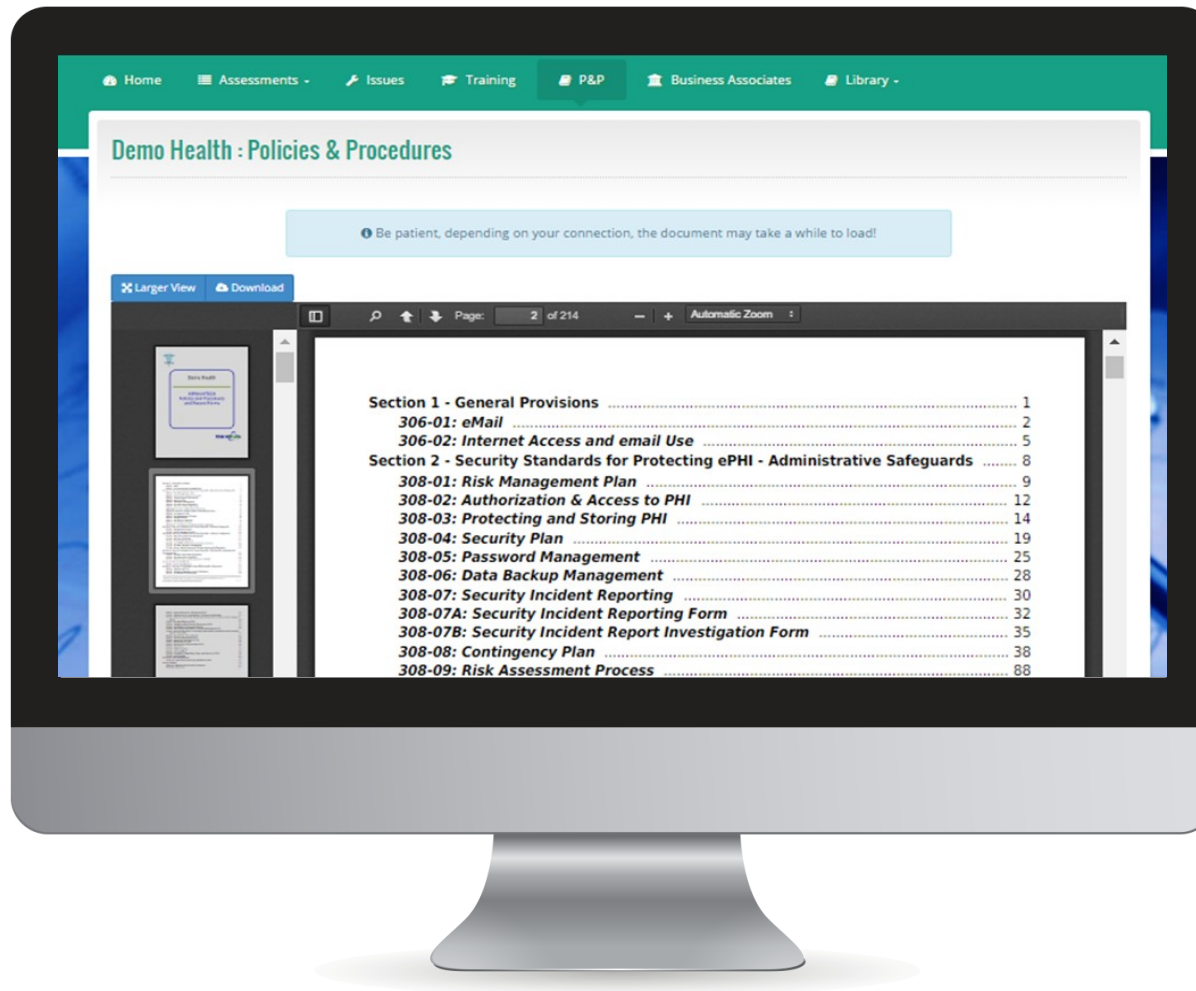 Home Assessments Issues Training P&P Business Associates Library
Demo Health : Policies & Procedures
Be patient, depending on your connection, the document may take a while to load!
Larger View Download
Page: 2 of 214 Automatic Zoom
Demo Health
Section 1 - General Provisions 1
306-01: eMail 2
306-02: Internet Access and email Use 5
Section 2 - Security Standards for Protecting ePHI - Administrative Safeguards 8
308-01: Risk Management Plan 9
308-02: Authorization & Access to PHI 12
308-03: Protecting and Storing PHI 14
308-04: Security Plan 19
308-05: Password Management 25
308-06: Data Backup Management 28
308-07: Security Incident Reporting 30
308-07A: Security Incident Reporting Form 32
308-07B: Security Incident Report Investigation Form 35
308-08: Contingency Plan 38
308-09: Risk Assessment Process 88